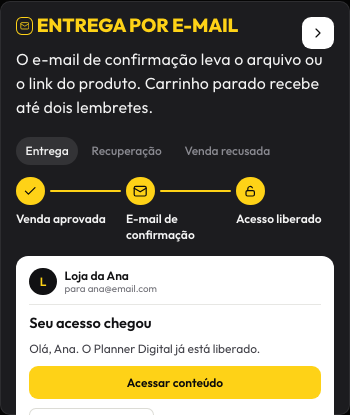 ENTREGA POR E-MAIL
O e-mail de confirmação leva o arquivo ou
o link do produto. Carrinho parado recebe
até dois lembretes.
Entrega Recuperação Venda recusada
Venda aprovada E-mail de confirmação Acesso liberado
L Loja da Ana
para ana@email.com
Seu acesso chegou
Olá, Ana. O Planner Digital já está liberado.
Acessar conteúdo